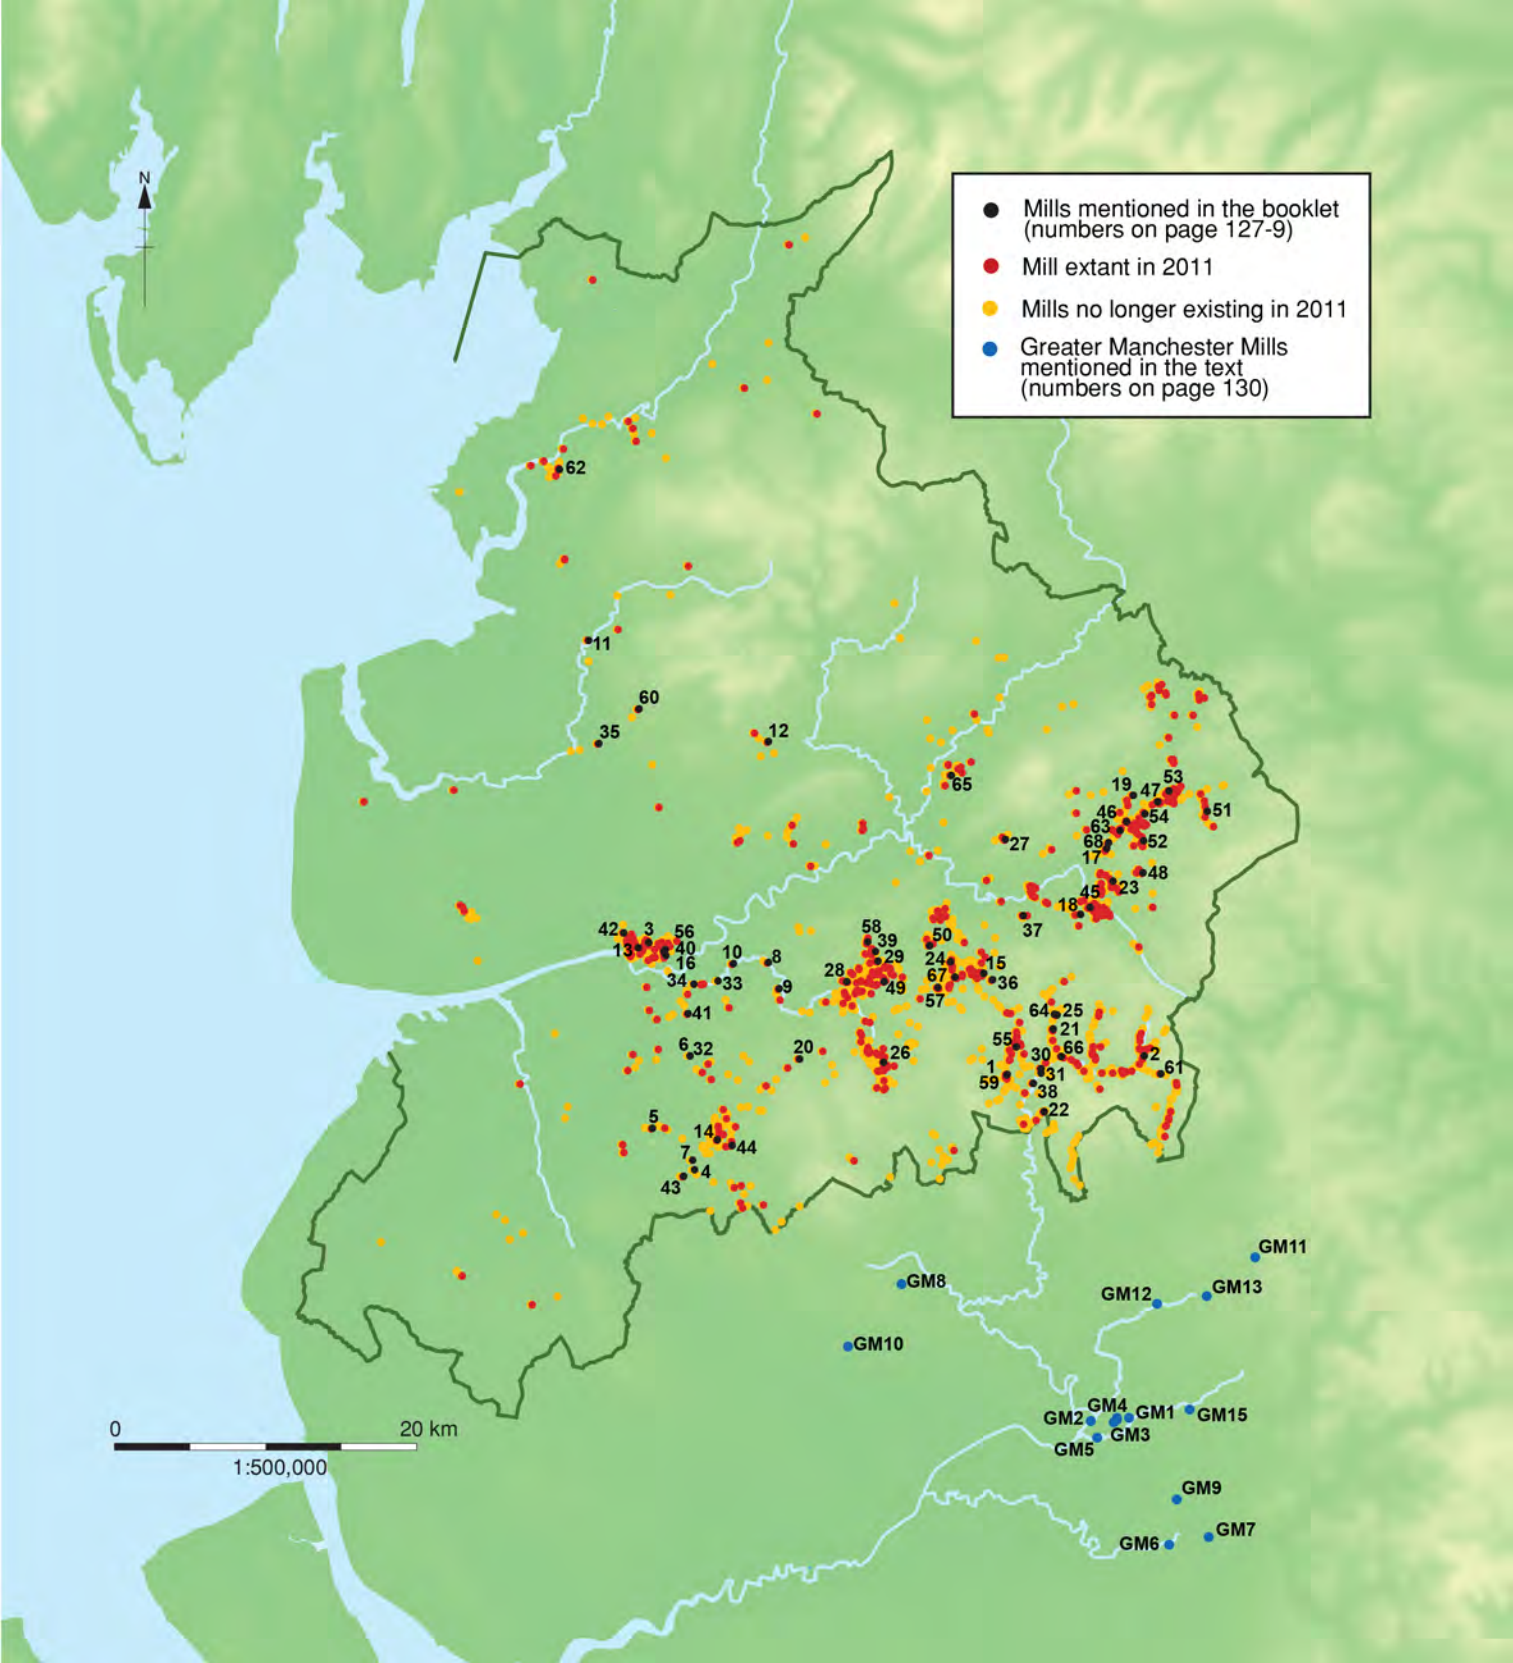 N
Mills mentioned in the booklet
(numbers on page 127-9)
Mill extant in 2011
Mills no longer existing in 2011
Greater Manchester Mills
mentioned in the text
(numbers on page 130)
62
11
60
35
12
65
53
19 47
51
46
54
63
27
68
52
17
48
23
45
18
37
42 3 56
58
13 40
39
50
16
10 8
29
24 15
28
67
36
34 33
9
49
57
41
64 25
21
55
6 32
20
26
30 66
2
1
31
61
59
38
22
5
14
44
7
4
43
GM11
GM8
GM12
GM13
GM10
GM4
GM2 GM1 GM15
GM3
GM5
GM9
GM7
GM6
0 20 km
1:500,000